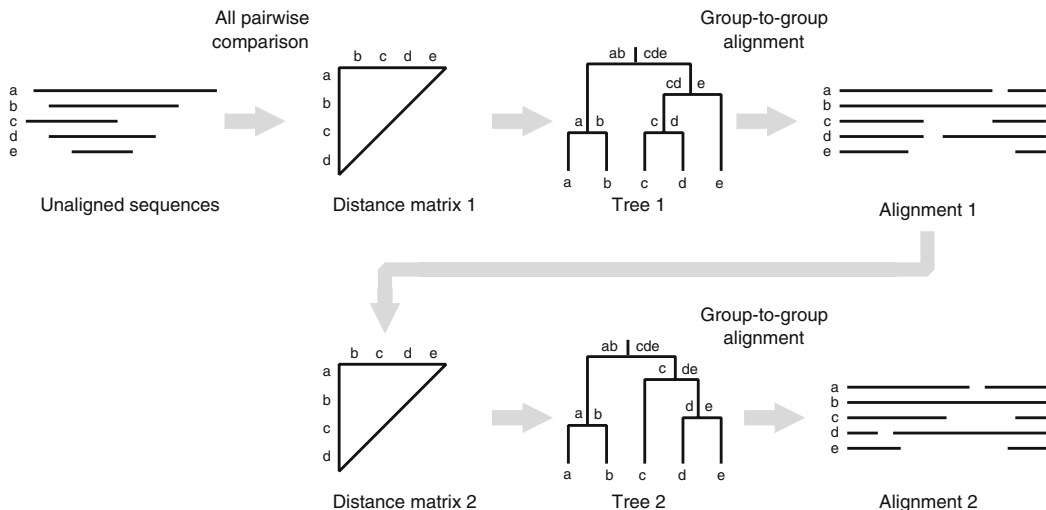 All pairwise
comparison
Group-to-group
alignment
b c d e
a
b
c
d
ab cde
cd e
a b c d
a b c d e
a
b
c
d
e
a
b
c
d
e
Unaligned sequences
Distance matrix 1
Tree 1
Alignment 1
Group-to-group
alignment
b c d e
a
b
c
d
ab cde
c de
a b d e
a b c d e
a
b
c
d
e
Distance matrix 2
Tree 2
Alignment 2